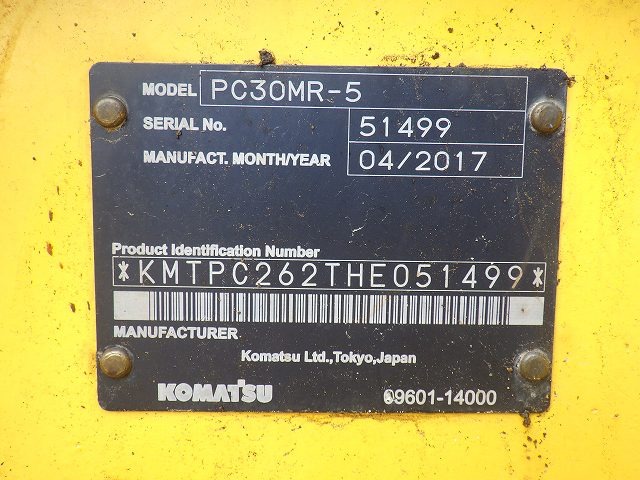 MODEL PC30MR-5
SERIAL No. 51499
MANUFACT. MONTH/YEAR 04/2017
Product Identification Number
*KMTPC262THE051499*
MANUFACTURER
Komatsu Ltd.,Tokyo,Japan
KOMATSU 09601-14000